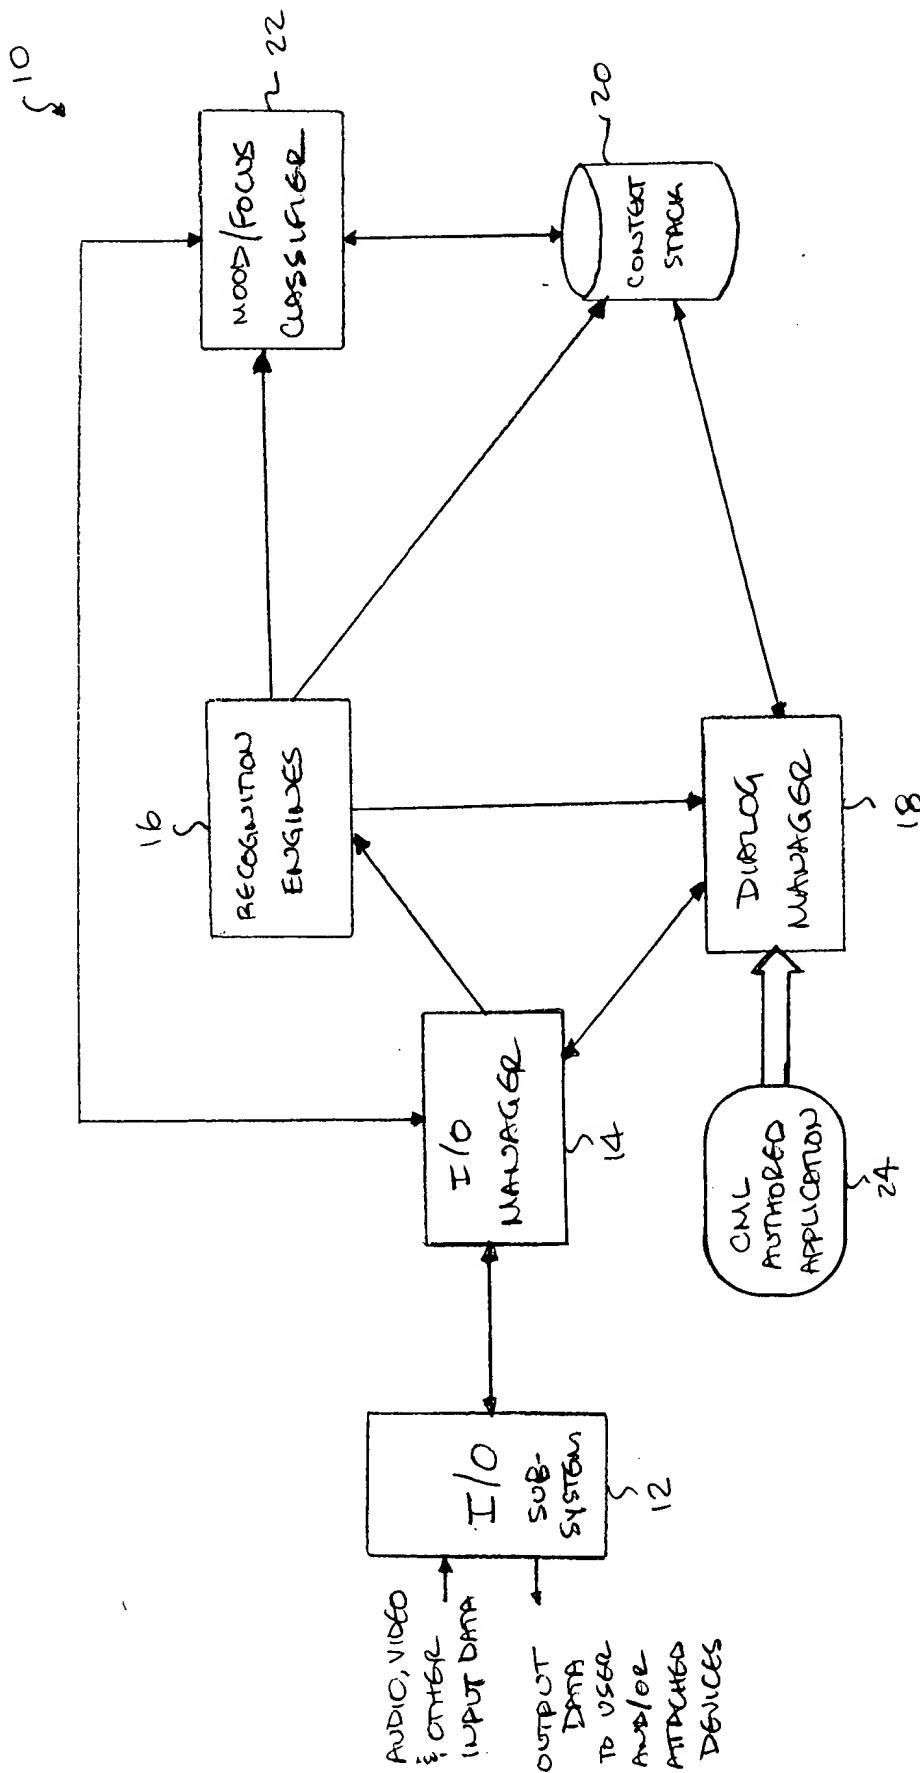 10
AUDIO, VIDEO
& OTHER
INPUT DATA
OUTPUT
DATA
TO USER
AND/OR
ATTACHED
DEVICES
I/O
SUB-
SYSTEM
12
I/O
MANAGER
14
16
RECOGNITION
ENGINES
MOOD/FOCUS
CLASSIFIER
22
CONTEXT
STACK
20
DIALOG
MANAGER
18
CML
AUTHORED
APPLICATION
24